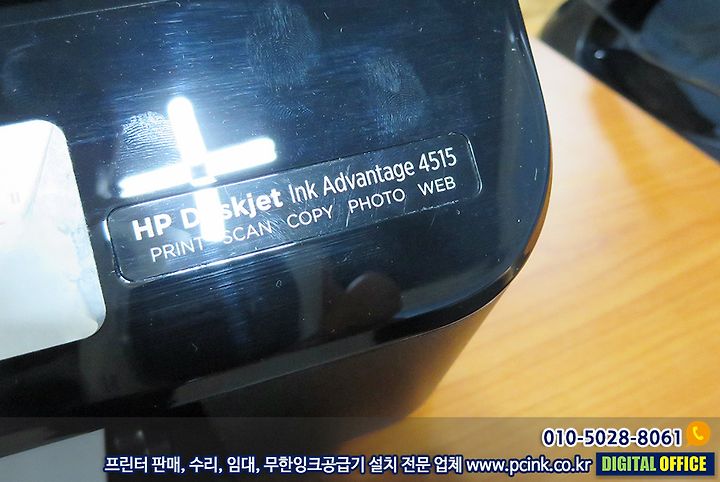 HP Deskjet Ink Advantage 4515
PRINT SCAN COPY PHOTO WEB
010-5028-8061
프린터 판매, 수리, 임대, 무한잉크공급기 설치 전문 업체 www.pcink.co.kr DIGITAL OFFICE